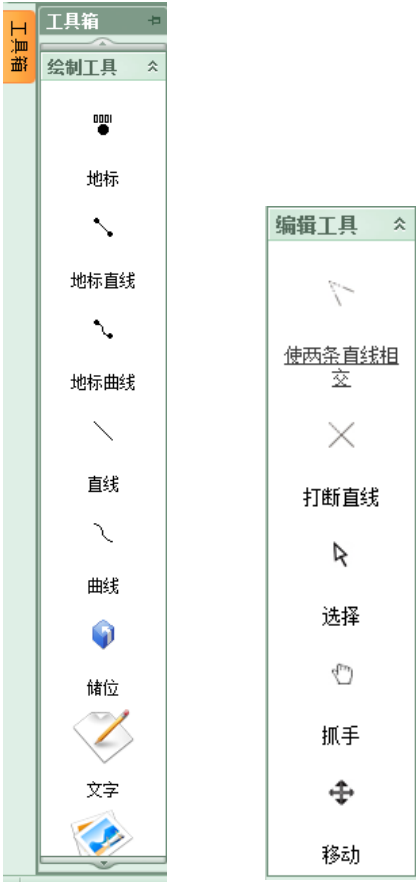 工具箱
工具箱
绘制工具
0001
地标
地标直线
地标曲线
直线
曲线
储位
文字
编辑工具
使两条直线相
交
打断直线
选择
抓手
移动